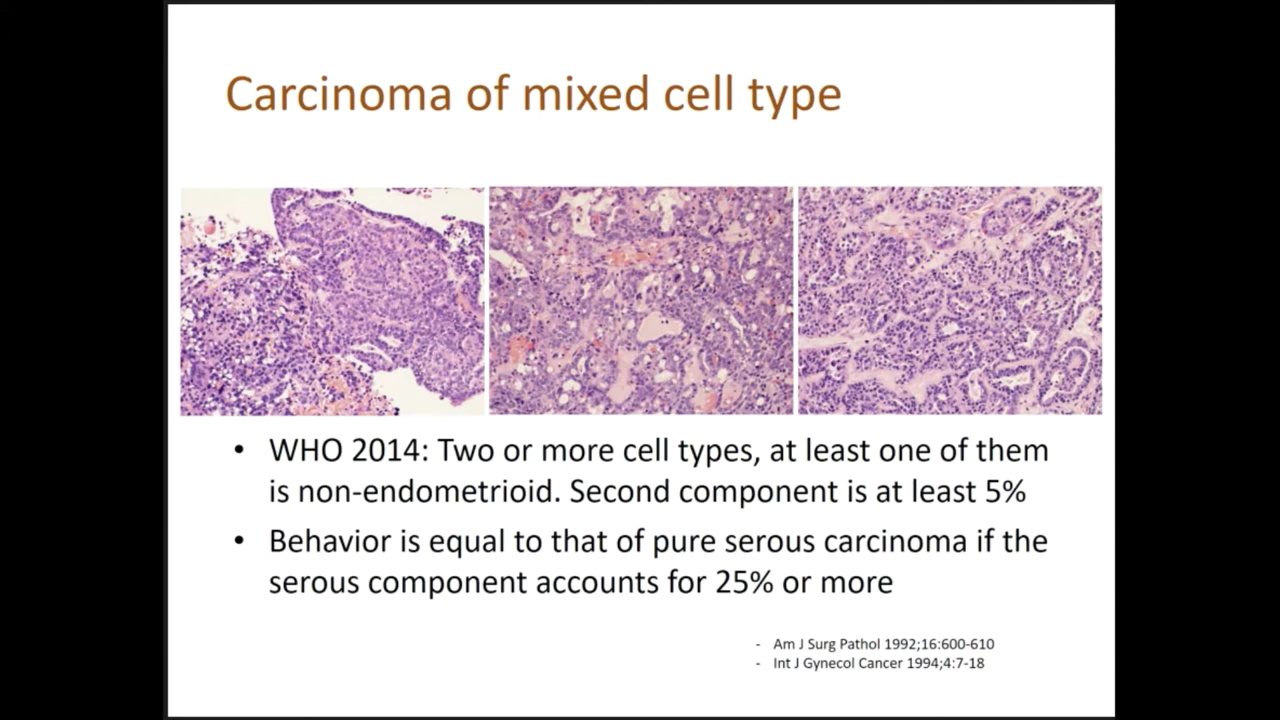 Carcinoma of mixed cell type
• WHO 2014: Two or more cell types, at least one of them
is non-endometrioid. Second component is at least 5%
• Behavior is equal to that of pure serous carcinoma if the
serous component accounts for 25% or more
- Am J Surg Pathol 1992;16:600-610
- Int J Gynecol Cancer 1994;4:7-18